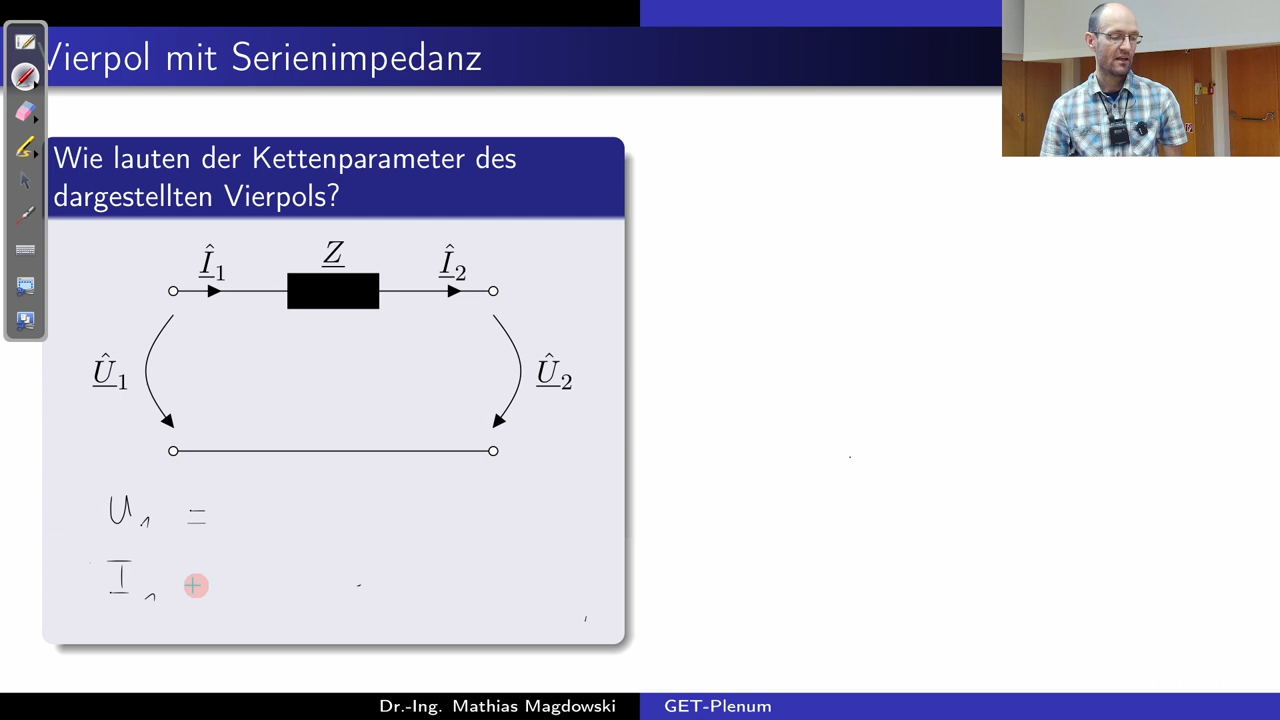 Vierpol mit Serienimpedanz
Wie lauten der Kettenparameter des
dargestellten Vierpols?
Î₁ Z Î₂
Û₁ Û₂
U₁ =
I₁
Dr.-Ing. Mathias Magdowski GET-Plenum